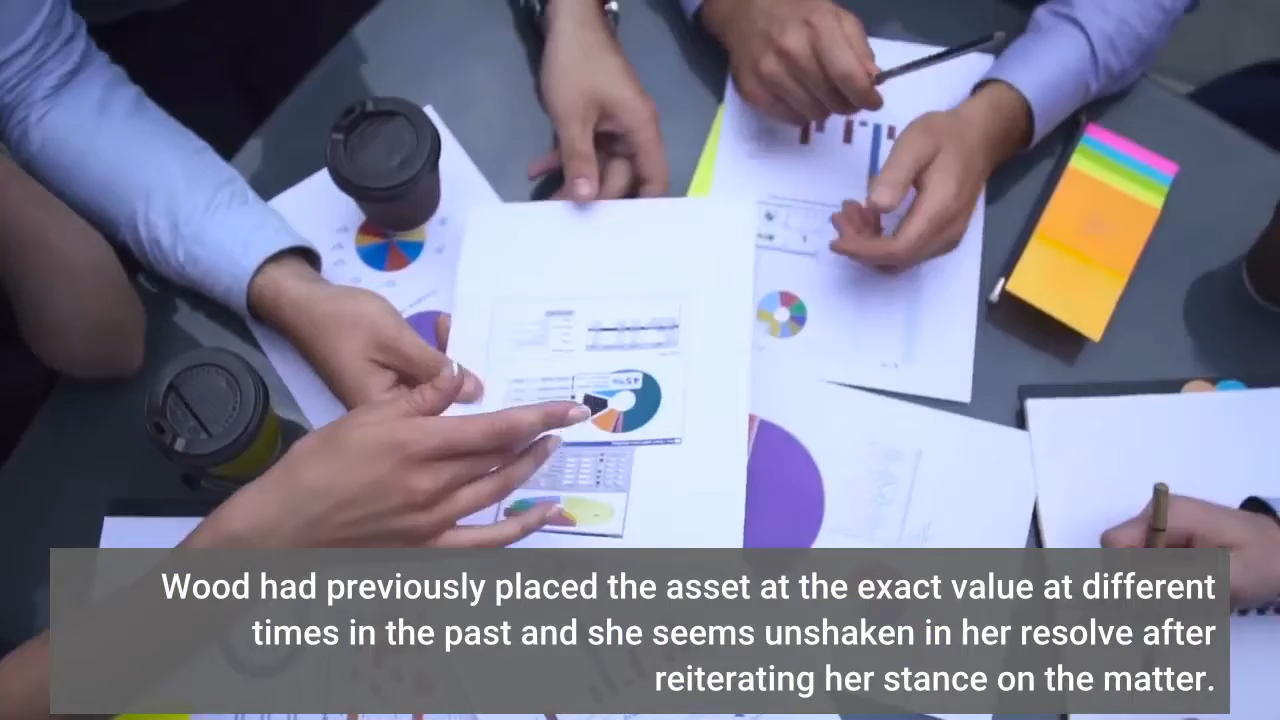 45%
Wood had previously placed the asset at the exact value at different
times in the past and she seems unshaken in her resolve after
reiterating her stance on the matter.